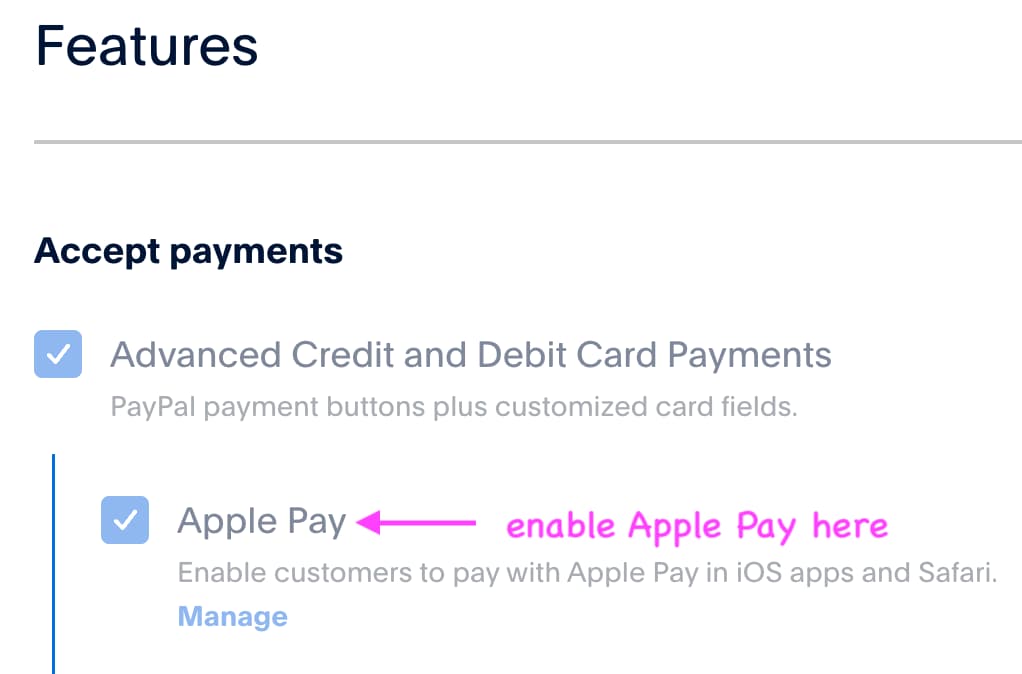 Features
Accept payments
Advanced Credit and Debit Card Payments
PayPal payment buttons plus customized card fields.
Apple Pay enable Apple Pay here
Enable customers to pay with Apple Pay in iOS apps and Safari.
Manage